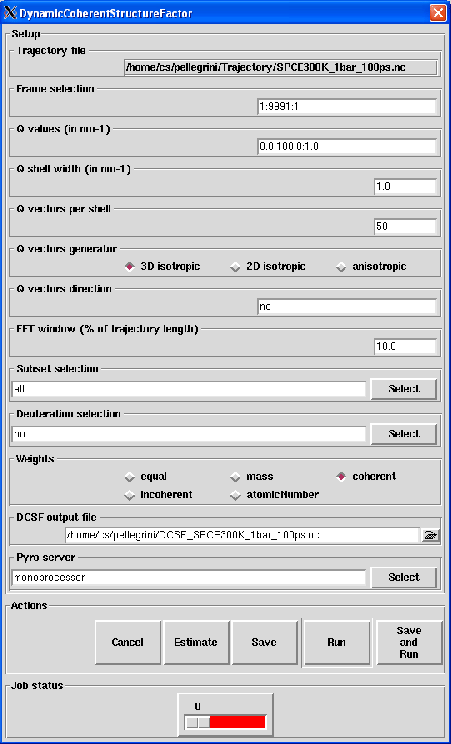 DynamicCoherentStructureFactor
Setup
Trajectory file
/home/cs/pellegrini/Trajectory/SPCE300K_1bar_100ps.nc
Frame selection
1:9991:1
Q values (in nm-1)
0.0:100.0:1.0
Q shell width (in nm-1)
1.0
Q vectors per shell
50
Q vectors generator
3D isotropic 2D isotropic anisotropic
Q vectors direction
no
FFT window (% of trajectory length)
10.0
Subset selection
all Select
Deuteration selection
no Select
Weights
equal mass coherent
incoherent atomicNumber
DCSF output file
/home/cs/pellegrini/DCSF_SPCE300K_1bar_100ps.nc
Pyro server
monoprocessor Select
Actions
Cancel Estimate Save Run Save and Run
Job status
0